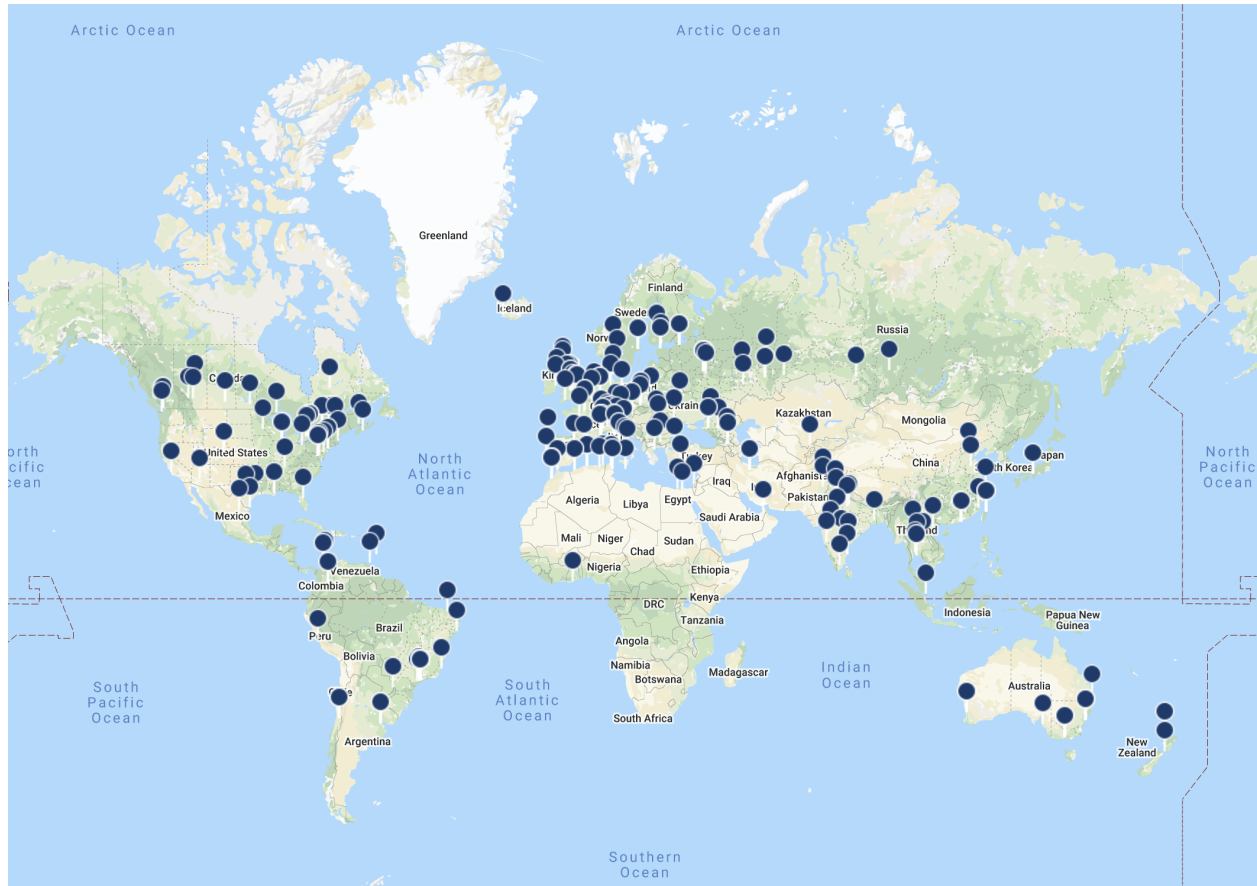 Arctic Ocean
Arctic Ocean
Greenland
Iceland
Finland
Russia
Kazakhstan
Mongolia
United States
China
North
Atlantic
Ocean
North
Pacific
Ocean
Iraq
Afghanist
Pakistan
Algeria
Libya
Egypt
Saudi Arabia
Mexico
Mali
Niger
Chad
Sudan
Nigeria
Ethiopia
Venezuela
Colombia
Kenya
DRC
Tanzania
Indonesia
Papua New
Guinea
Brazil
Peru
Bolivia
Angola
Namibia
Botswana
Madagascar
South Africa
Indian
Ocean
Australia
South
Pacific
Ocean
South
Atlantic
Ocean
Argentina
New
Zealand
Southern
Ocean